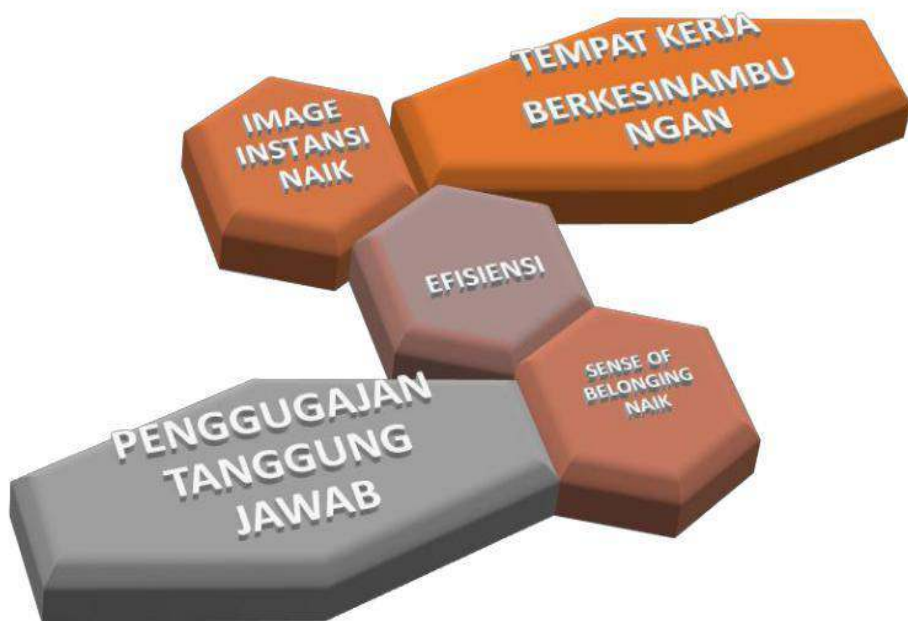 TEMPAT KERJA
BERKESINAMBU
NGAN
IMAGE
INSTANSI
NAIK
EFISIENSI
SENSE OF
BELONGING
NAIK
PENGGUGAJAN
TANGGUNG
JAWAB